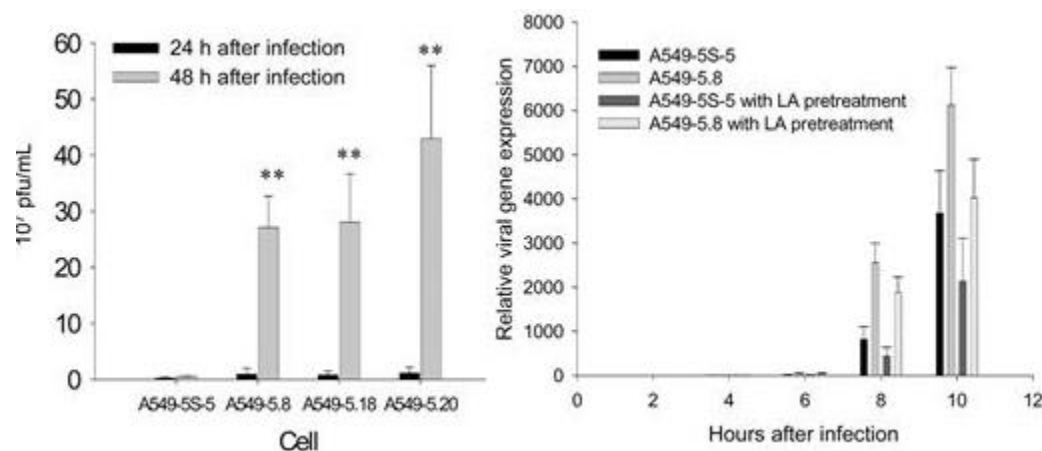 60
50
40
30
20
10
0
10⁷ pfu/mL
24 h after infection
48 h after infection
**
**
**
A549-5S-5
A549-5.8
A549-5.18
A549-5.20
Cell
8000
7000
6000
5000
4000
3000
2000
1000
0
Relative viral gene expression
A549-5S-5
A549-5.8
A549-5S-5 with LA pretreatment
A549-5.8 with LA pretreatment
0 2 4 6 8 10 12
Hours after infection